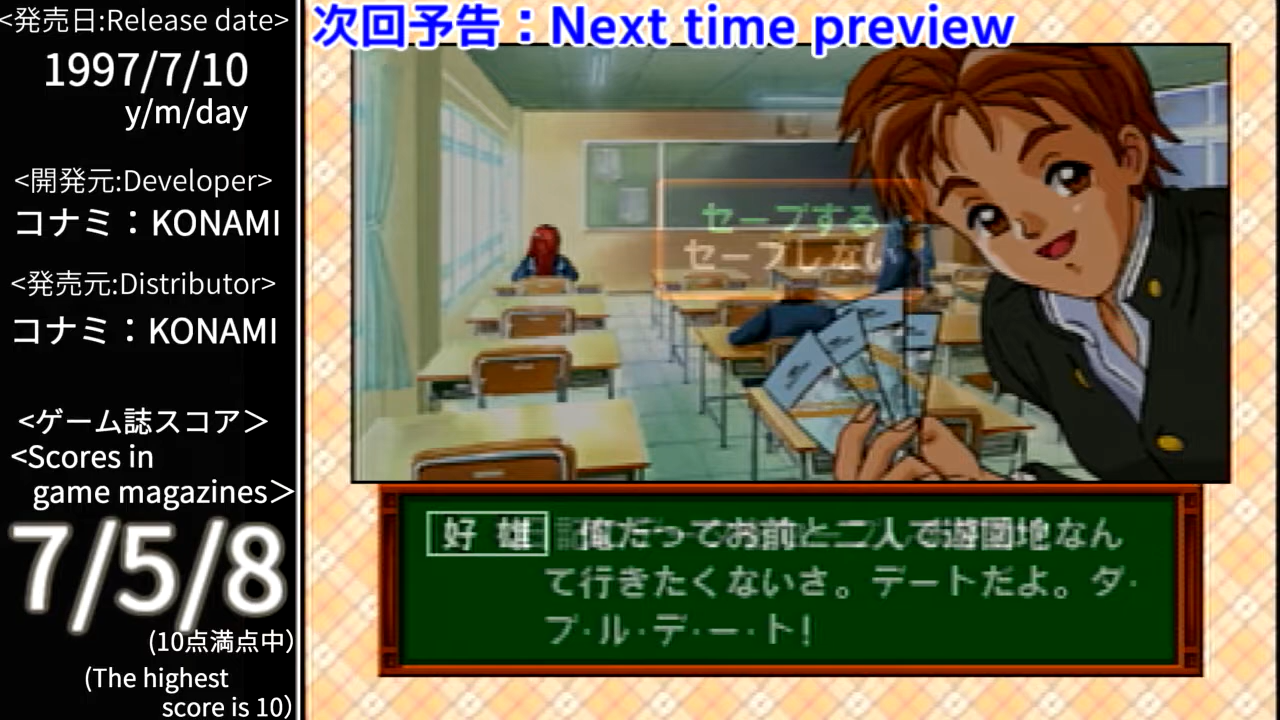 <発売日:Release date>
1997/7/10
y/m/day
<開発元:Developer>
コナミ：KONAMI
<発売元:Distributor>
コナミ：KONAMI
<ゲーム誌スコア＞
<Scores in
game magazines＞
7/5/8
(10点満点中)
(The highest
score is 10)
次回予告：Next time preview
セーブする
セーブしない
好雄 俺だってお前と二人で遊園地なん
て行きたくないさ。デートだよ。ダ·
ブ·ル·デ·ー·ト!